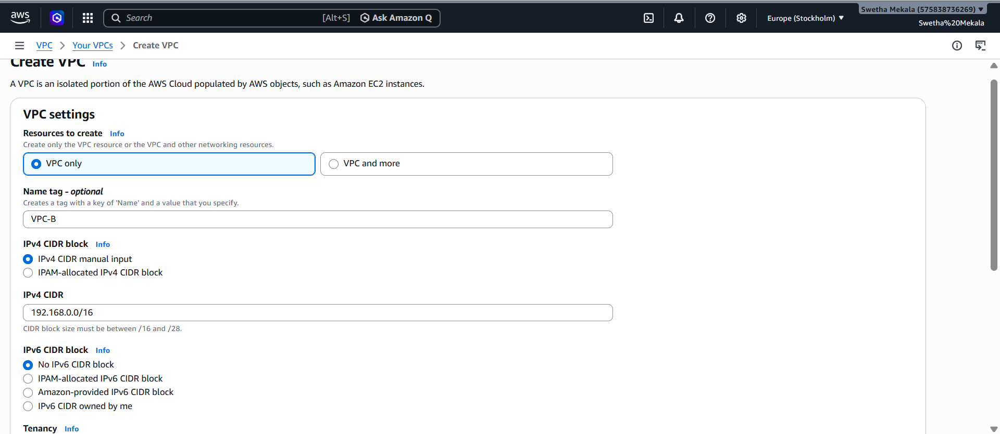 aws
Search [Alt+S] Ask Amazon Q
Europe (Stockholm)
Swetha Mekala (575838736269)
Swetha%20Mekala
VPC Your VPCs Create VPC
Create VPC Info
A VPC is an isolated portion of the AWS Cloud populated by AWS objects, such as Amazon EC2 instances.
VPC settings
Resources to create Info
Create only the VPC resource or the VPC and other networking resources.
VPC only VPC and more
Name tag - optional
Creates a tag with a key of 'Name' and a value that you specify.
VPC-B
IPv4 CIDR block Info
IPv4 CIDR manual input
IPAM-allocated IPv4 CIDR block
IPv4 CIDR
192.168.0.0/16
CIDR block size must be between /16 and /28.
IPv6 CIDR block Info
No IPv6 CIDR block
IPAM-allocated IPv6 CIDR block
Amazon-provided IPv6 CIDR block
IPv6 CIDR owned by me
Tenancy Info